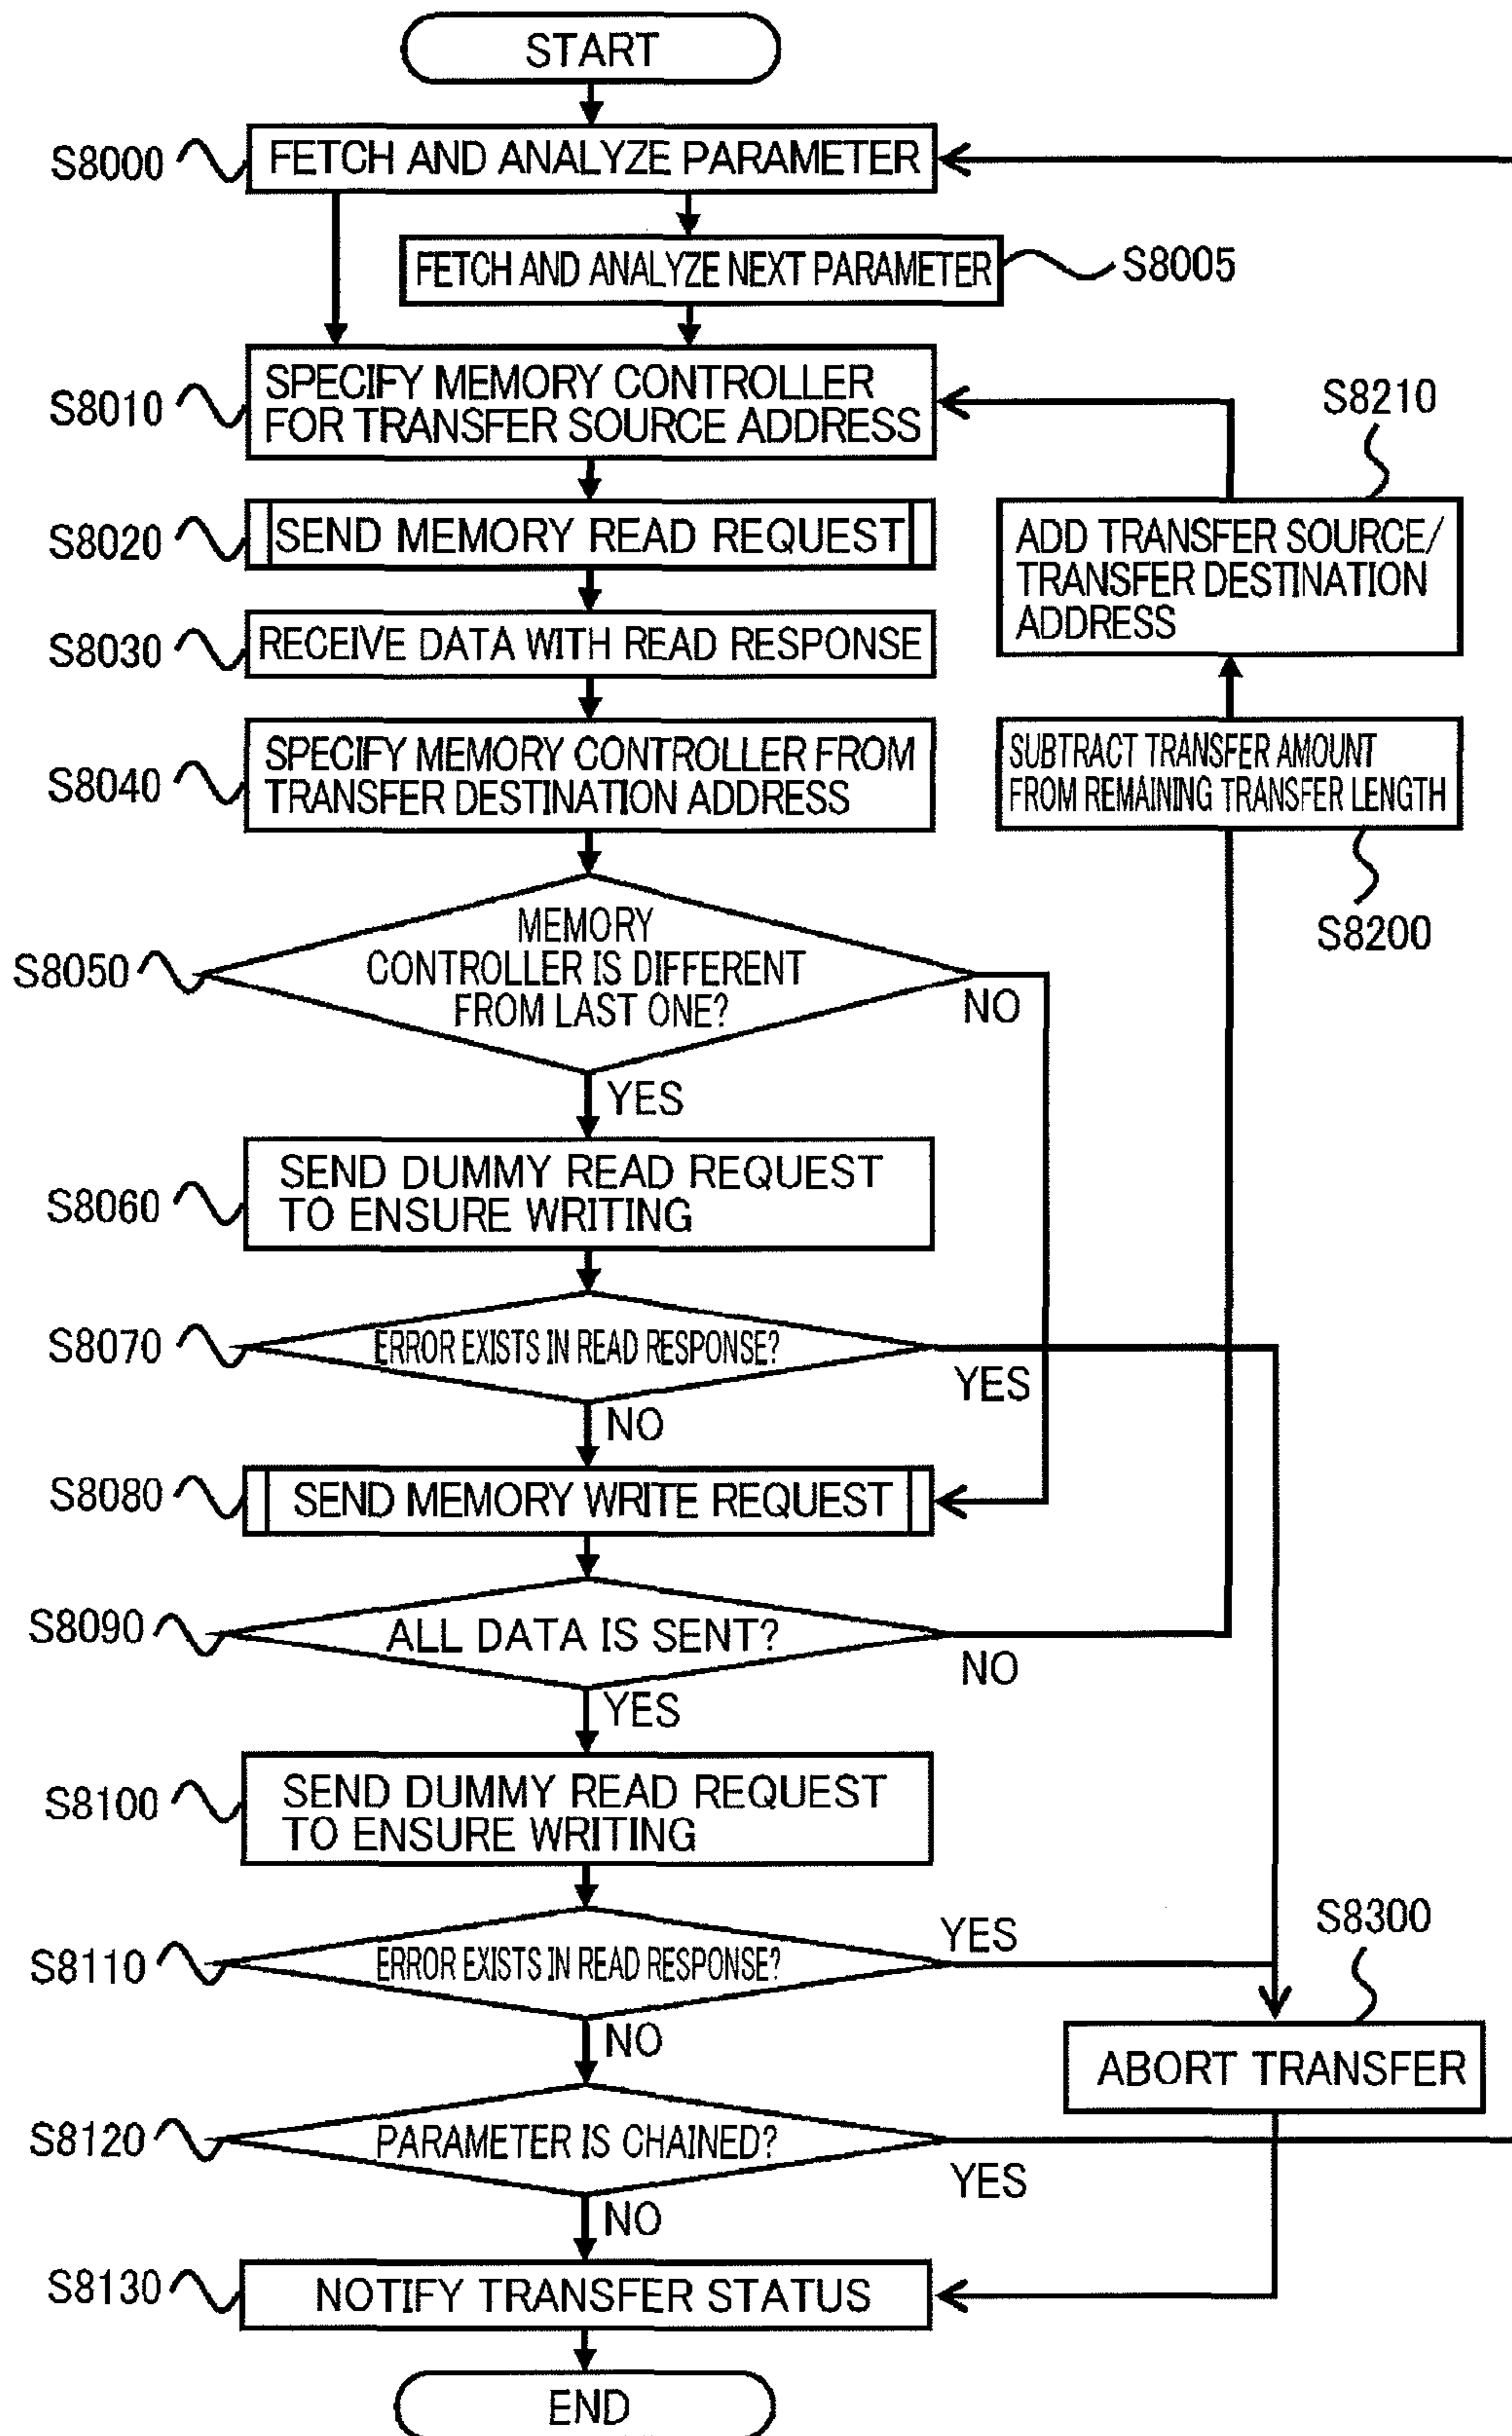 START
S8000
FETCH AND ANALYZE PARAMETER
FETCH AND ANALYZE NEXT PARAMETER
S8005
S8010
SPECIFY MEMORY CONTROLLER
FOR TRANSFER SOURCE ADDRESS
S8210
S8020
SEND MEMORY READ REQUEST
ADD TRANSFER SOURCE/
TRANSFER DESTINATION
ADDRESS
S8030
RECEIVE DATA WITH READ RESPONSE
S8040
SPECIFY MEMORY CONTROLLER FROM
TRANSFER DESTINATION ADDRESS
SUBTRACT TRANSFER AMOUNT
FROM REMAINING TRANSFER LENGTH
S8200
S8050
MEMORY
CONTROLLER IS DIFFERENT
FROM LAST ONE?
NO
YES
S8060
SEND DUMMY READ REQUEST
TO ENSURE WRITING
S8070
ERROR EXISTS IN READ RESPONSE?
YES
NO
S8080
SEND MEMORY WRITE REQUEST
S8090
ALL DATA IS SENT?
NO
YES
S8100
SEND DUMMY READ REQUEST
TO ENSURE WRITING
S8110
ERROR EXISTS IN READ RESPONSE?
YES
S8300
NO
ABORT TRANSFER
S8120
PARAMETER IS CHAINED?
YES
NO
S8130
NOTIFY TRANSFER STATUS
END